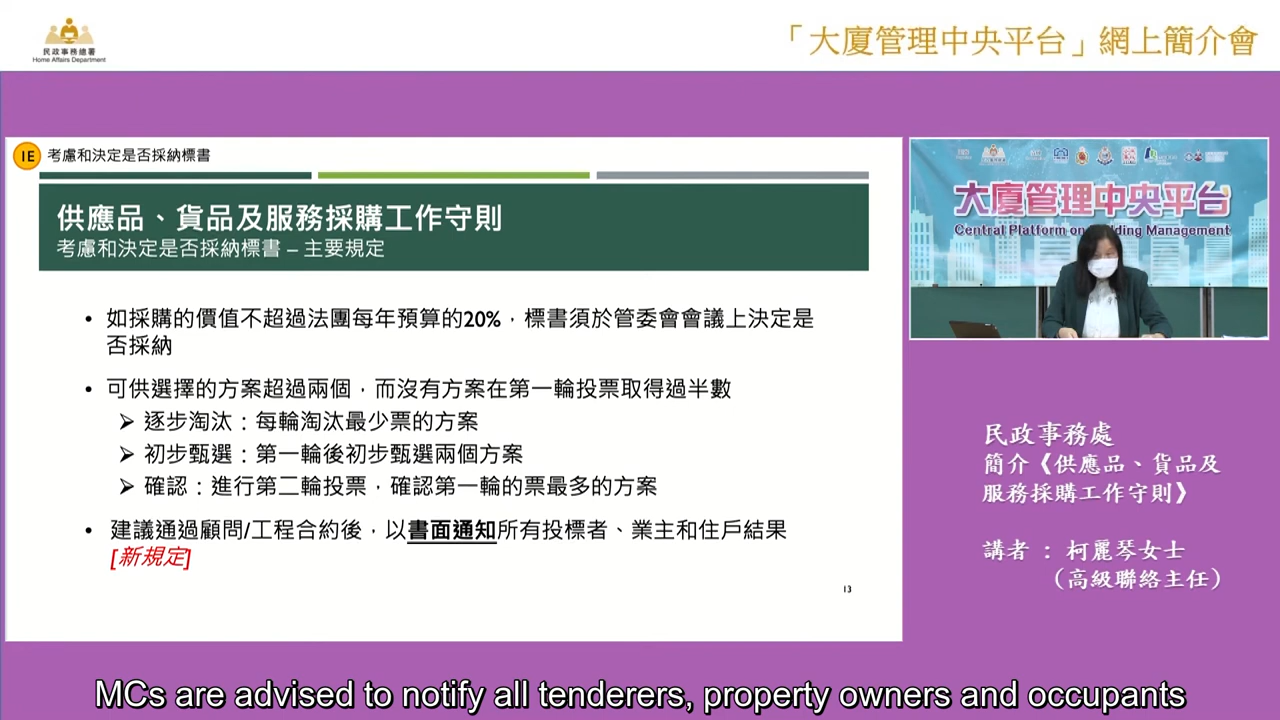 民政事務總署
Home Affairs Department
「大廈管理中央平台」網上簡介會
1E 考慮和決定是否採納標書
供應品、貨品及服務採購工作守則
考慮和決定是否採納標書 – 主要規定
• 如採購的價值不超過法團每年預算的20%，標書須於管委會會議上決定是
否採納
• 可供選擇的方案超過兩個，而沒有方案在第一輪投票取得過半數
➢ 逐步淘汰：每輪淘汰最少票的方案
➢ 初步甄選：第一輪後初步甄選兩個方案
➢ 確認：進行第二輪投票，確認第一輪的票最多的方案
• 建議通過顧問/工程合約後，以書面通知所有投標者、業主和住戶結果
[新規定]
13
大廈管理中央平台
Central Platform on Building Management
民政事務處
簡介《供應品、貨品及
服務採購工作守則》
講者 ： 柯麗琴女士
（高級聯絡主任）
MCs are advised to notify all tenderers, property owners and occupants